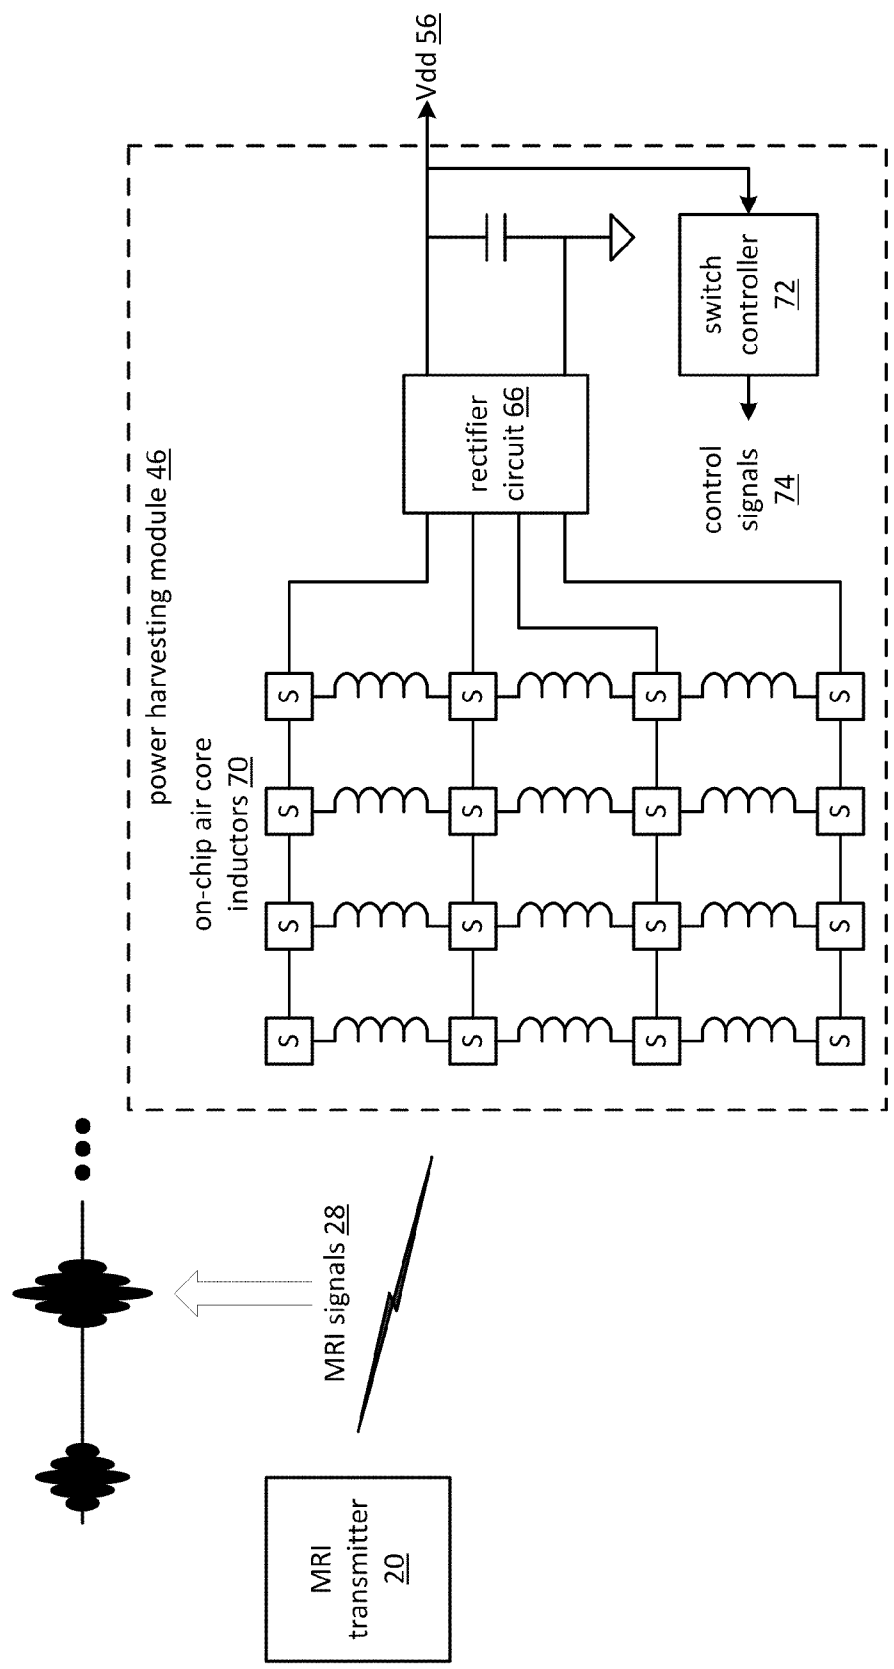 power harvesting module 46
on-chip air core
inductors 70
MRI
transmitter
20
MRI signals 28
S S S S
S S S S
S S S S
S S S S
rectifier
circuit 66
Vdd 56
control
signals
74
switch
controller
72